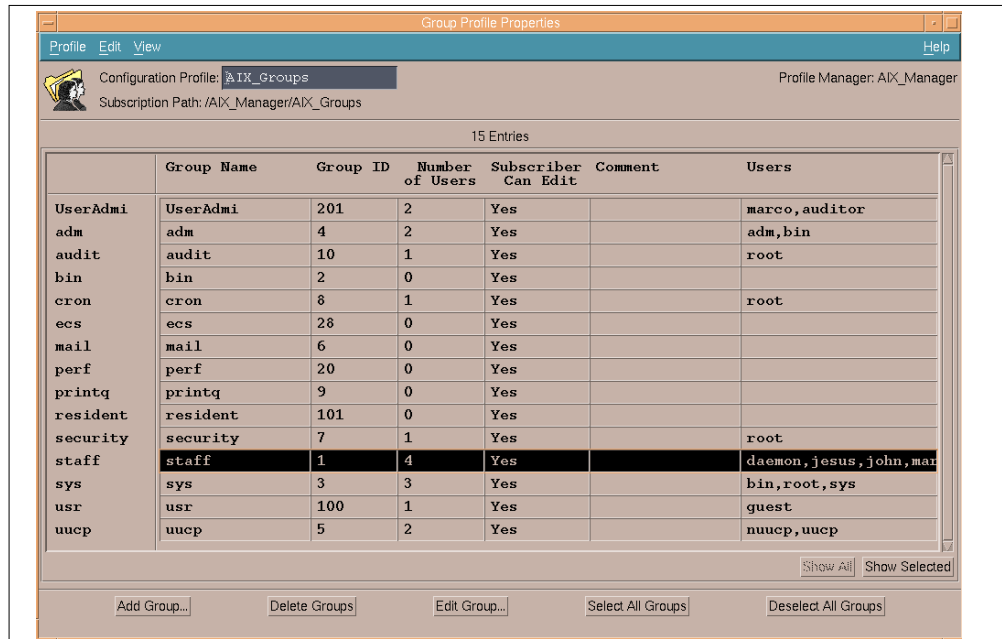 Group Profile Properties
Profile Edit View Help
Configuration Profile: AIX_Groups Profile Manager: AIX_Manager
Subscription Path: /AIX_Manager/AIX_Groups
15 Entries
Group Name Group ID Number of Users Subscriber Can Edit Comment Users
UserAdmi UserAdmi 201 2 Yes marco,auditor
adm adm 4 2 Yes adm,bin
audit audit 10 1 Yes root
bin bin 2 0 Yes
cron cron 8 1 Yes root
ecs ecs 28 0 Yes
mail mail 6 0 Yes
perf perf 20 0 Yes
printq printq 9 0 Yes
resident resident 101 0 Yes
security security 7 1 Yes root
staff staff 1 4 Yes daemon,jesus,john,mar
sys sys 3 3 Yes bin,root,sys
usr usr 100 1 Yes guest
uucp uucp 5 2 Yes nuucp,uucp
Show All Show Selected
Add Group... Delete Groups Edit Group... Select All Groups Deselect All Groups